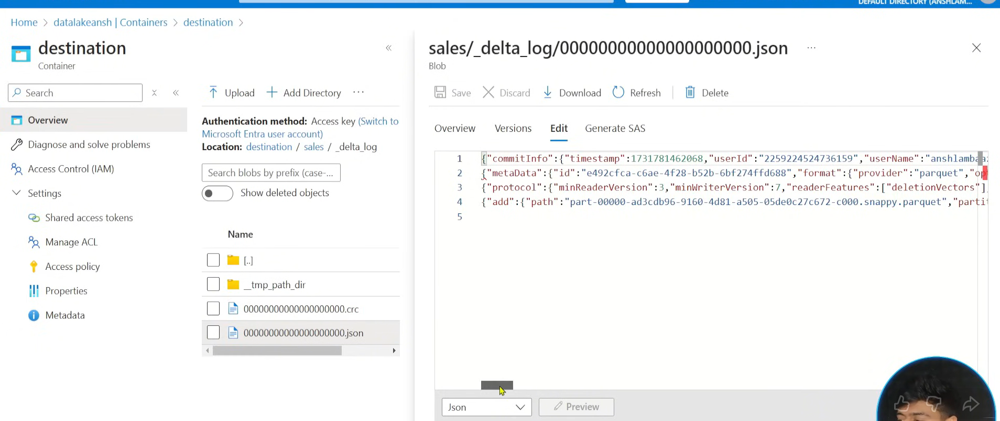 DEFAULT DIRECTORY (ANSHLAM...
Home > datalakeansh | Containers > destination >
destination
Container
Search
Overview
Diagnose and solve problems
Access Control (IAM)
Settings
Shared access tokens
Manage ACL
Access policy
Properties
Metadata
Upload
Add Directory
...
Authentication method: Access key (Switch to
Microsoft Entra user account)
Location: destination / sales / _delta_log
Search blobs by prefix (case-...
Show deleted objects
Name
[..]
__tmp_path_dir
00000000000000000000.crc
00000000000000000000.json
sales/_delta_log/00000000000000000000.json
...
Blob
Save
Discard
Download
Refresh
Delete
Overview
Versions
Edit
Generate SAS
1 {"commitInfo":{"timestamp":1731781462068,"userId":"2259224524736159","userName":"anshlambaaz
2 {"metaData":{"id":"e492cfca-c6ae-4f28-b52b-6bf274ffd688","format":{"provider":"parquet","op
3 {"protocol":{"minReaderVersion":3,"minWriterVersion":7,"readerFeatures":["deletionVectors"]
4 {"add":{"path":"part-00000-ad3cdb96-9160-4d81-a505-05de0c27c672-c000.snappy.parquet","parti
5
Json
Preview